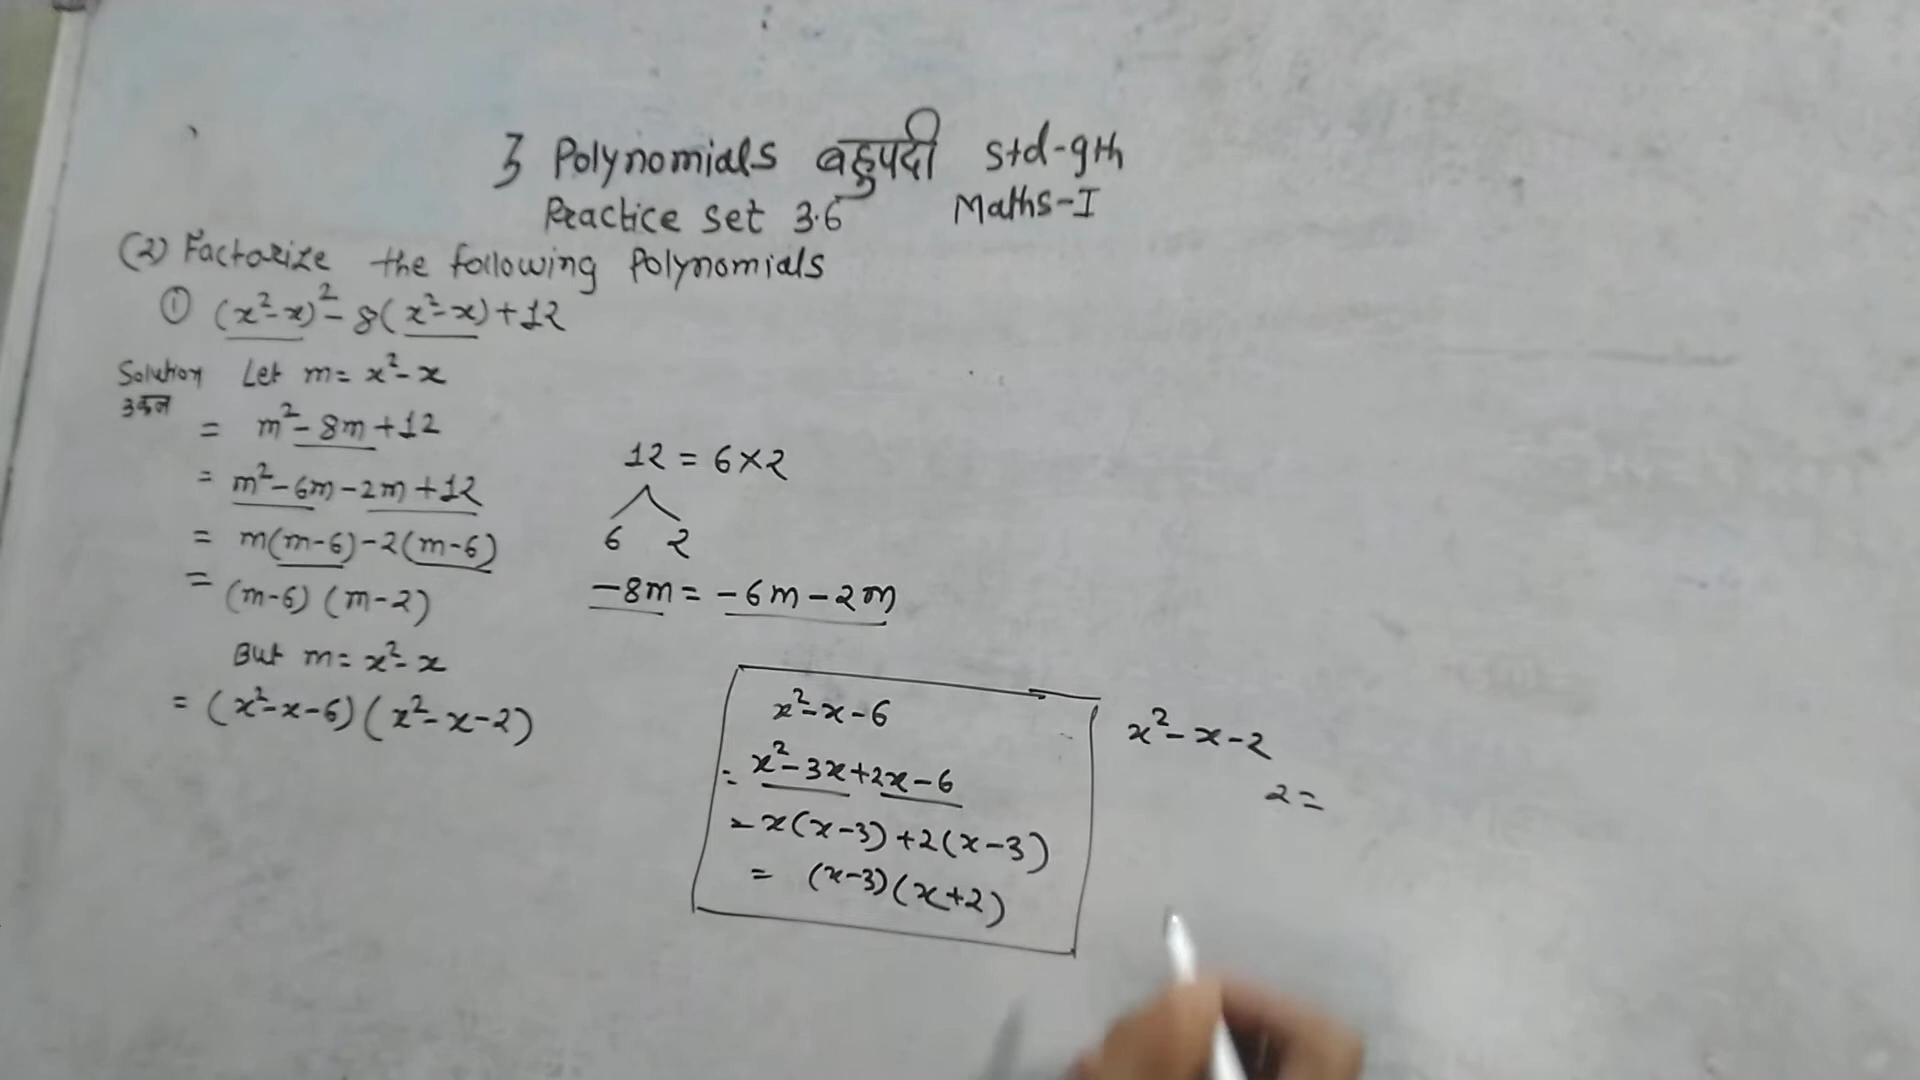 3 Polynomials बहुपदी Std-9th
Practice Set 3.6 Maths-I
(2) Factorize the following Polynomials
① (x²-x)²-8(x²-x)+12
Solution Let m= x²-x
उकल
= m²-8m+12
= m²-6m-2m+12
= m(m-6)-2(m-6)
= (m-6)(m-2)
But m= x²-x
= (x²-x-6)(x²-x-2)
12 = 6×2
6 2
-8m = -6m-2m
x²-x-6
= x²-3x+2x-6
= x(x-3)+2(x-3)
= (x-3)(x+2)
x²-x-2
2=